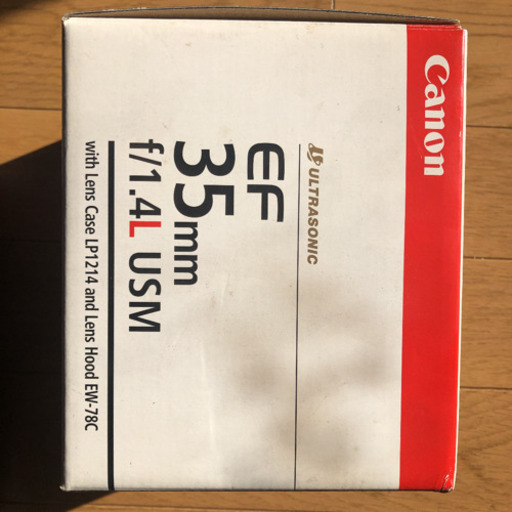 Canon
ULTRASONIC
EF
35mm
f/1.4L USM
with Lens Case LP1214 and Lens Hood EW-78C